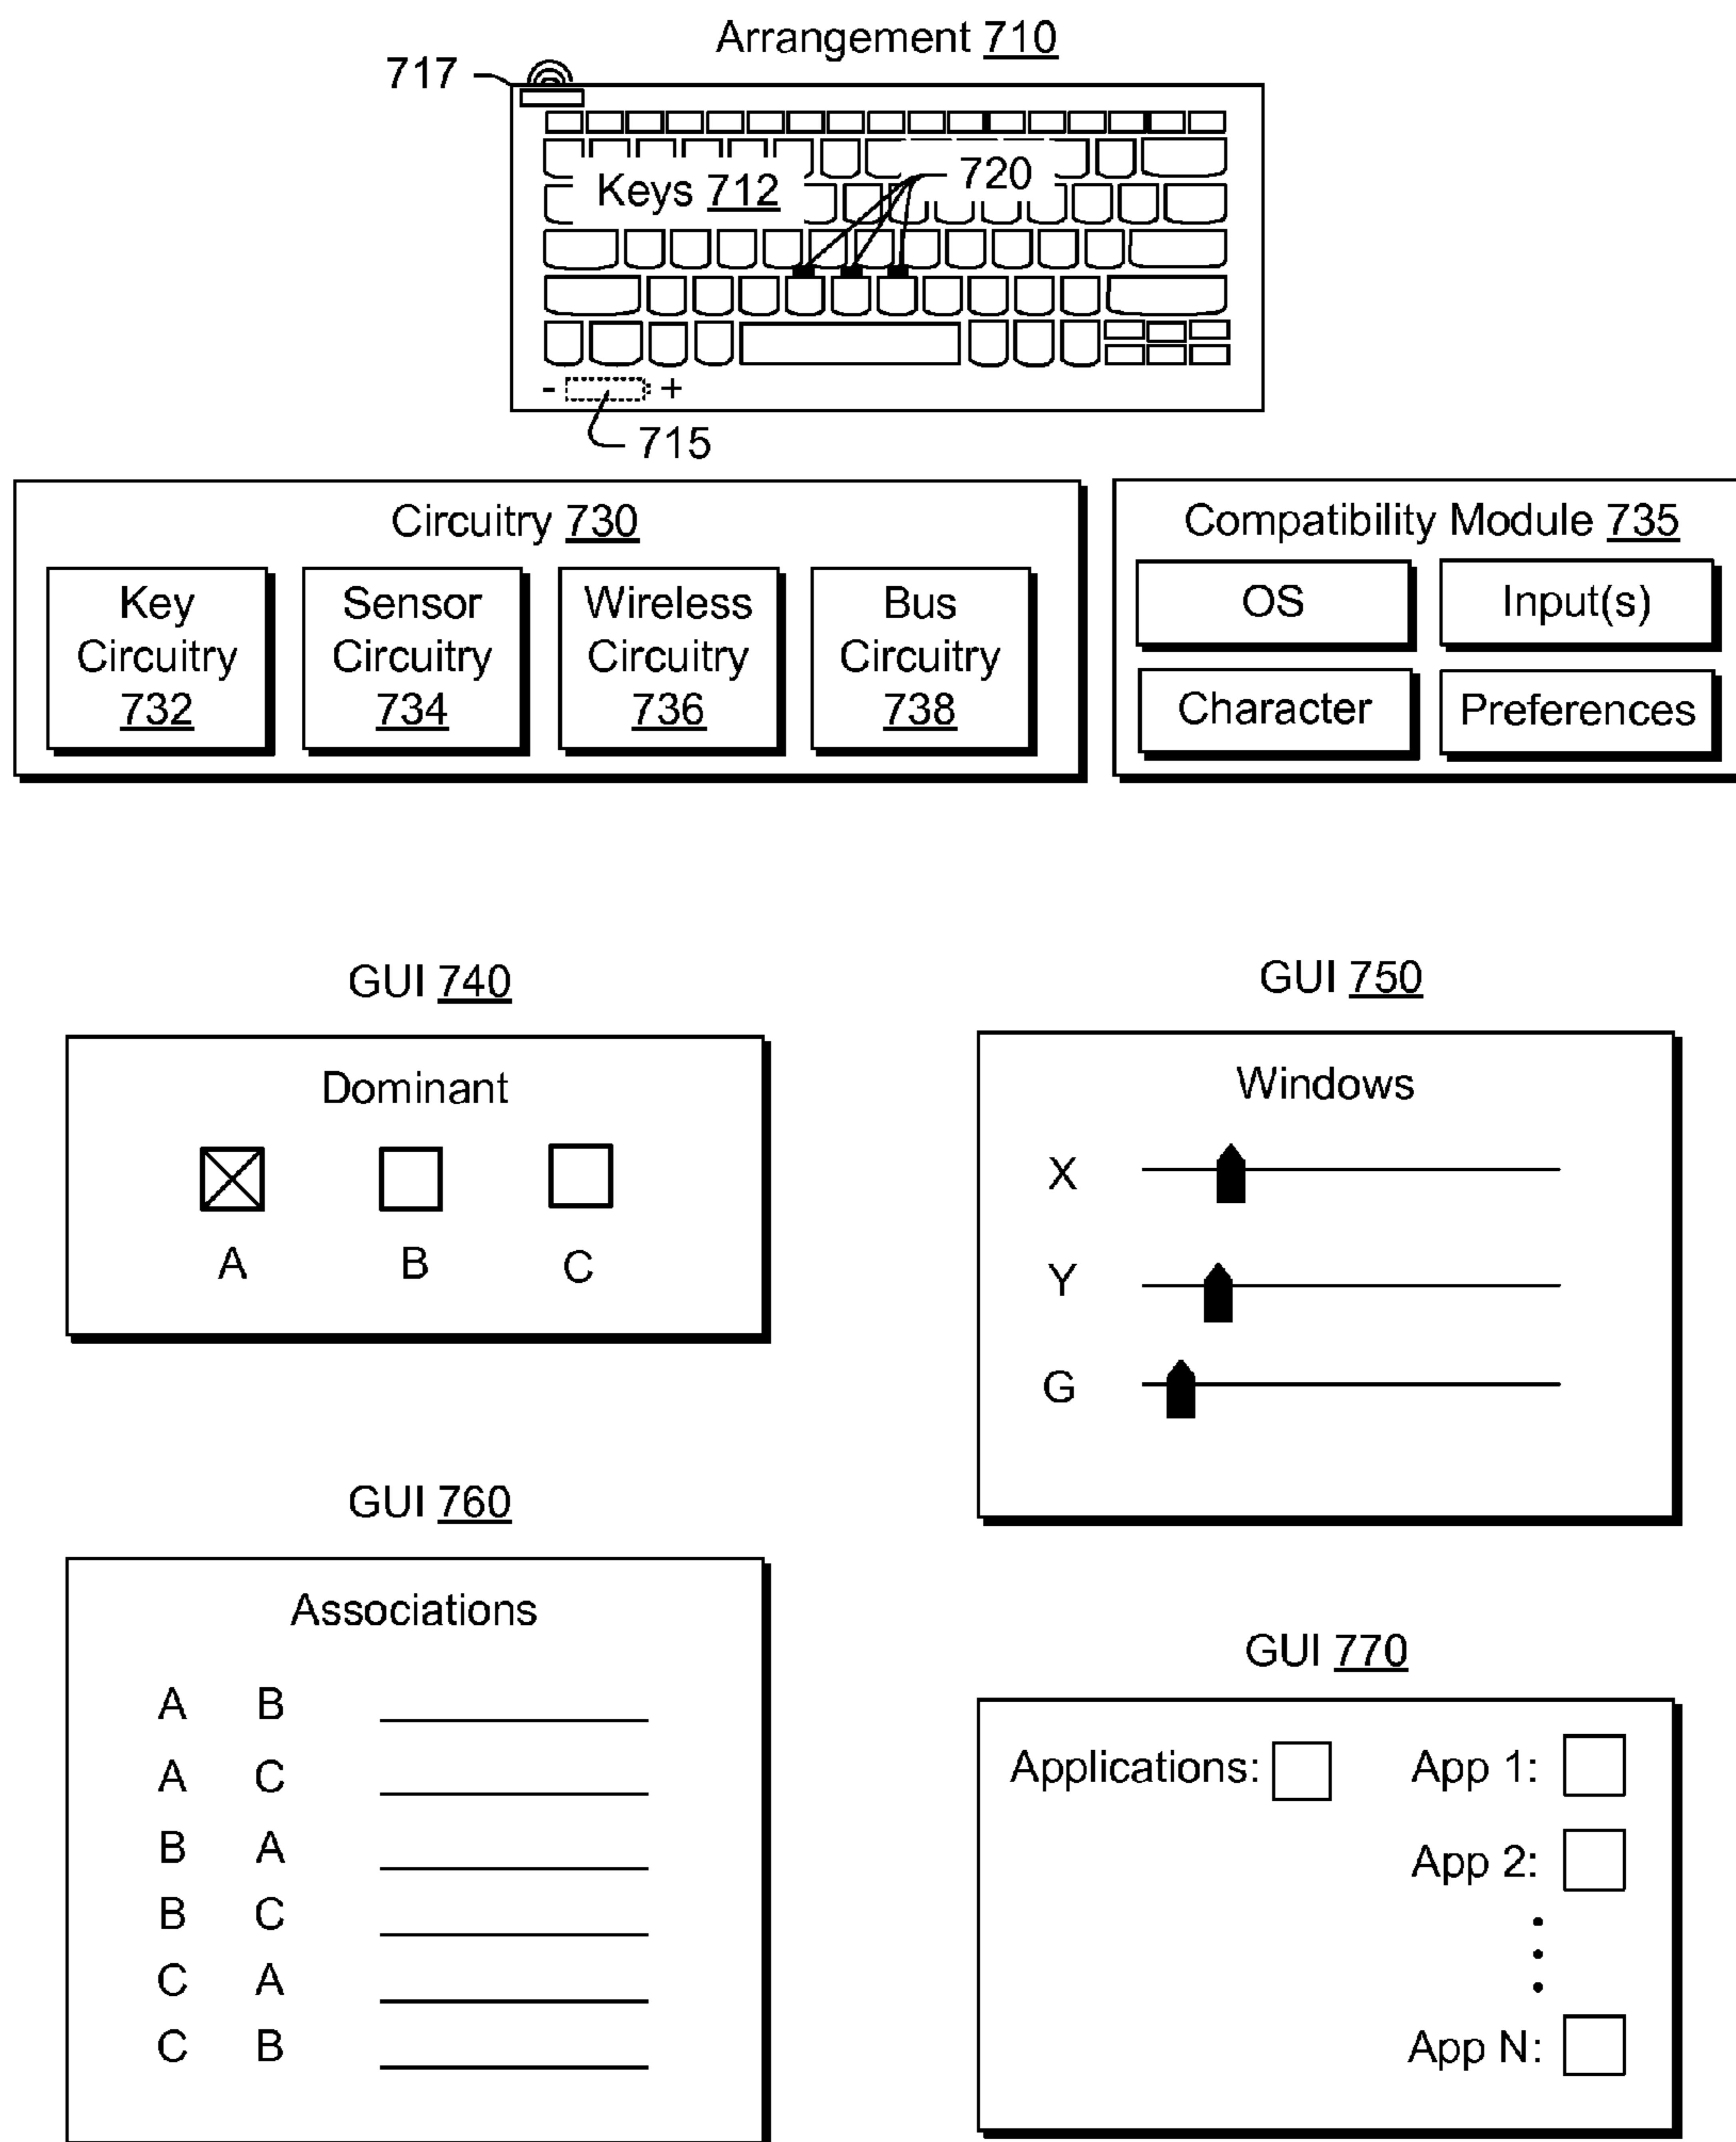 Arrangement 710
717
Keys 712
720
- +
715
Circuitry 730
Key
Circuitry
732
Sensor
Circuitry
734
Wireless
Circuitry
736
Bus
Circuitry
738
Compatibility Module 735
OS
Input(s)
Character
Preferences
GUI 740
Dominant
A B C
GUI 750
Windows
X
Y
G
GUI 760
Associations
A B
A C
B A
B C
C A
C B
GUI 770
Applications:
App 1:
App 2:
App N: